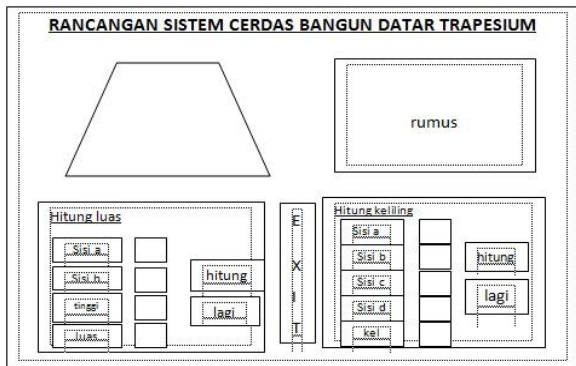 RANCANGAN SISTEM CERDAS BANGUN DATAR TRAPESIUM
rumus
Hitung luas
Sisi a
Sisi b
tinggi
luas
hitung
lagi
E
X
I
T
Hitung keliling
Sisi a
Sisi b
Sisi c
Sisi d
kel
hitung
lagi